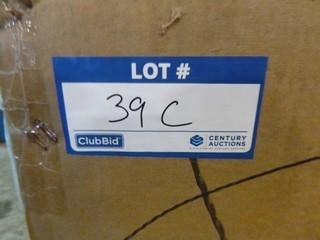 LOT #
39 C
ClubBid
CENTURY
AUCTIONS